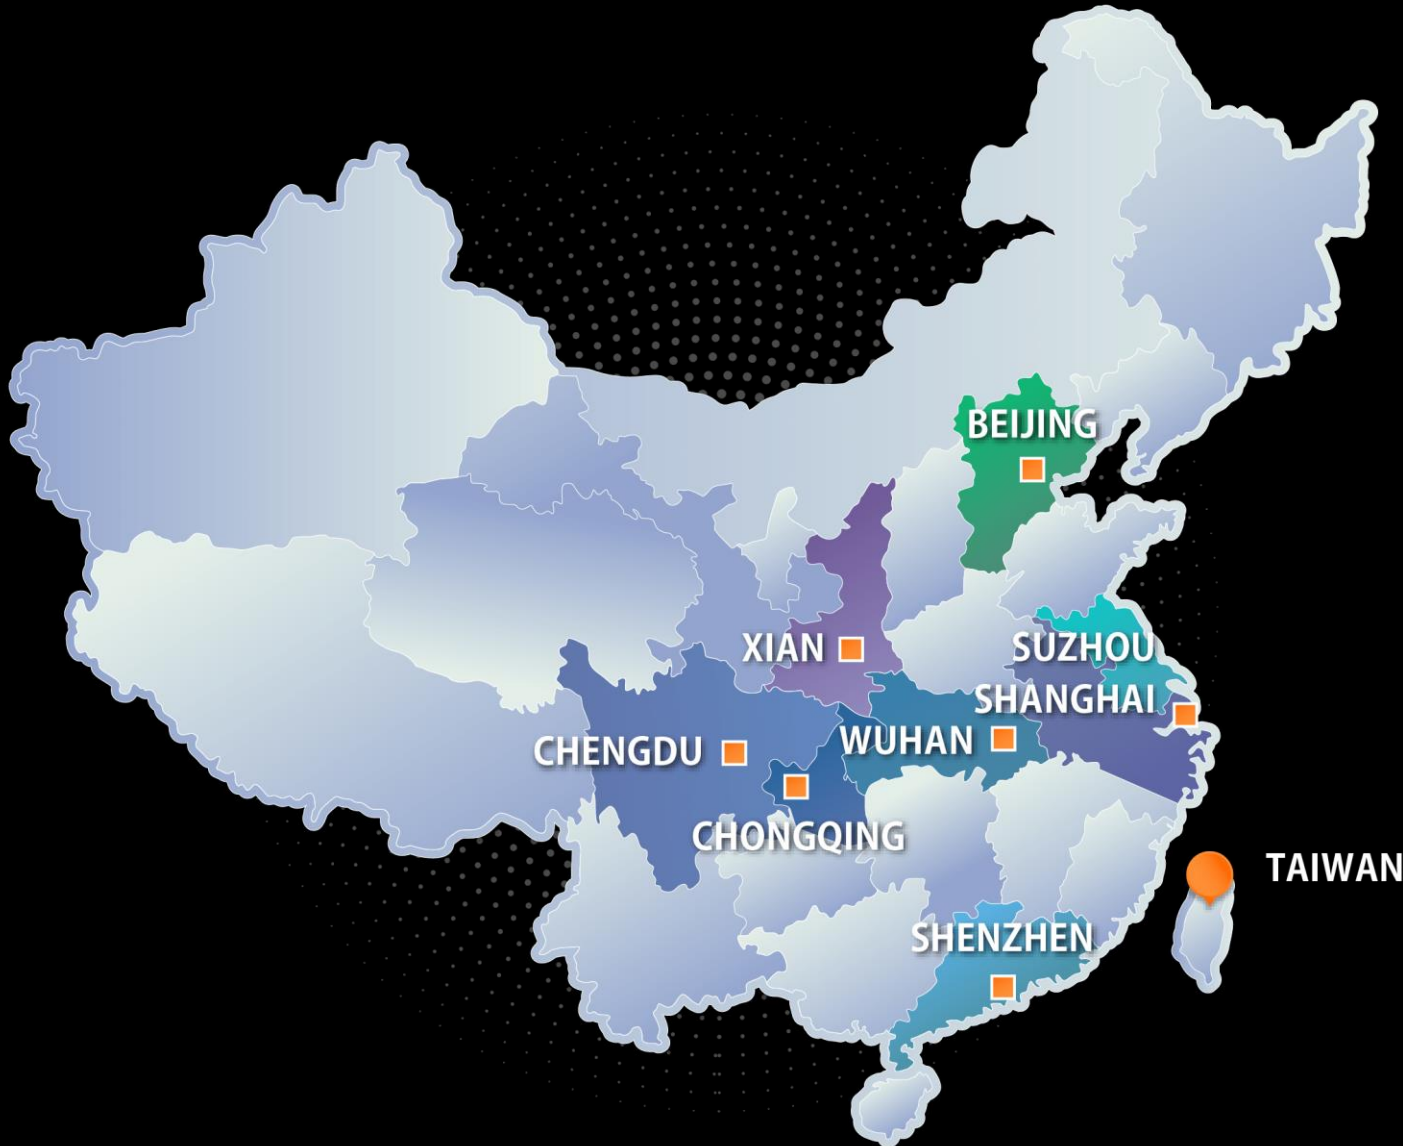 BEIJING
XIAN
SUZHOU
SHANGHAI
CHENGDU
WUHAN
CHONGQING
TAIWAN
SHENZHEN